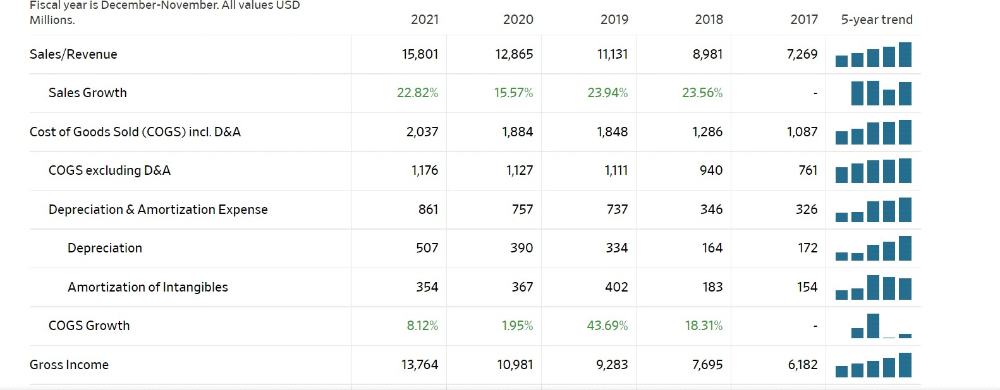 Fiscal year is December-November. All values USD
Millions. 2021 2020 2019 2018 2017 5-year trend
Sales/Revenue 15,801 12,865 11,131 8,981 7,269
Sales Growth 22.82% 15.57% 23.94% 23.56% -
Cost of Goods Sold (COGS) incl. D&A 2,037 1,884 1,848 1,286 1,087
COGS excluding D&A 1,176 1,127 1,111 940 761
Depreciation & Amortization Expense 861 757 737 346 326
Depreciation 507 390 334 164 172
Amortization of Intangibles 354 367 402 183 154
COGS Growth 8.12% 1.95% 43.69% 18.31% -
Gross Income 13,764 10,981 9,283 7,695 6,182